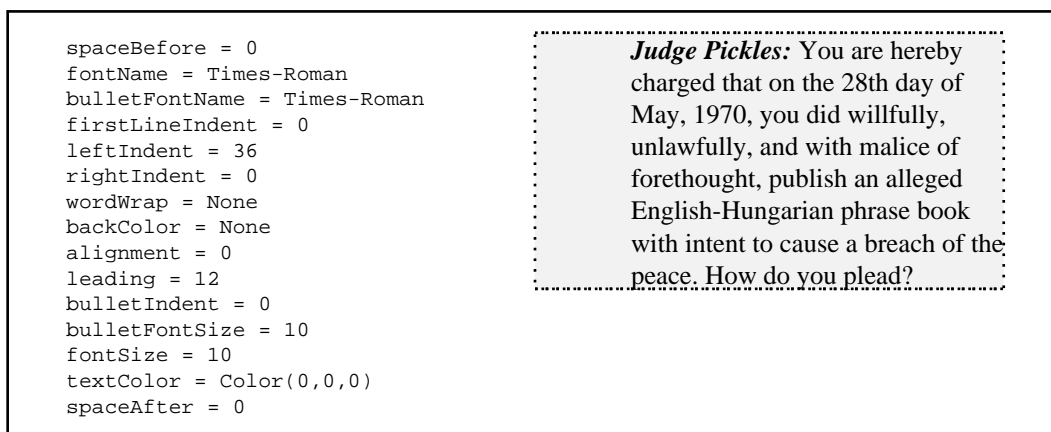 spaceBefore = 0
fontName = Times-Roman
bulletFontName = Times-Roman
firstLineIndent = 0
leftIndent = 36
rightIndent = 0
wordWrap = None
backColor = None
alignment = 0
leading = 12
bulletIndent = 0
bulletFontSize = 10
fontSize = 10
textColor = Color(0,0,0)
spaceAfter = 0
Judge Pickles: You are hereby
charged that on the 28th day of
May, 1970, you did willfully,
unlawfully, and with malice of
forethought, publish an alleged
English-Hungarian phrase book
with intent to cause a breach of the
peace. How do you plead?